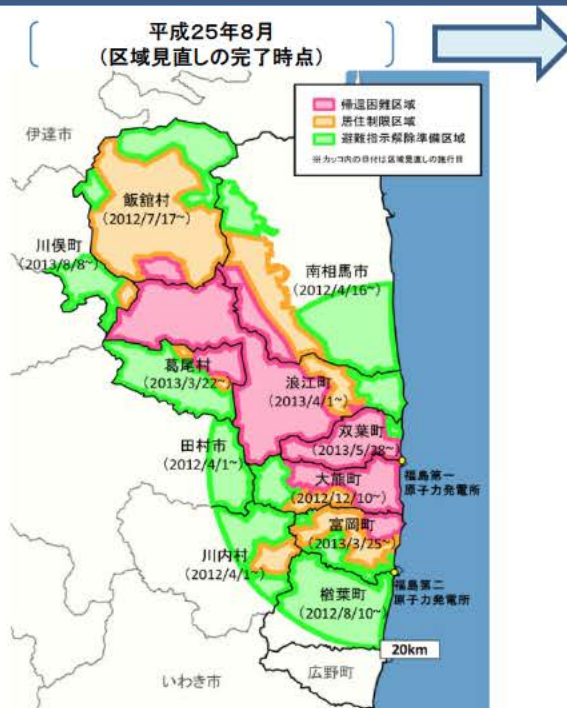 平成25年8月
(区域見直しの完了時点)
帰還困難区域
居住制限区域
避難指示解除準備区域
※カッコ内の日付は区域見直しの施行日
伊達市
飯舘村
(2012/7/17~)
川俣町
(2013/8/8~)
南相馬市
(2012/4/16~)
葛尾村
(2013/3/22~)
浪江町
(2013/4/1~)
双葉町
(2013/5/28~)
田村市
(2012/4/1~)
福島第一
原子力発電所
大熊町
(2012/12/10~)
富岡町
(2013/3/25~)
川内村
(2012/4/1~)
福島第二
原子力発電所
楢葉町
(2012/8/10~)
20km
広野町
いわき市